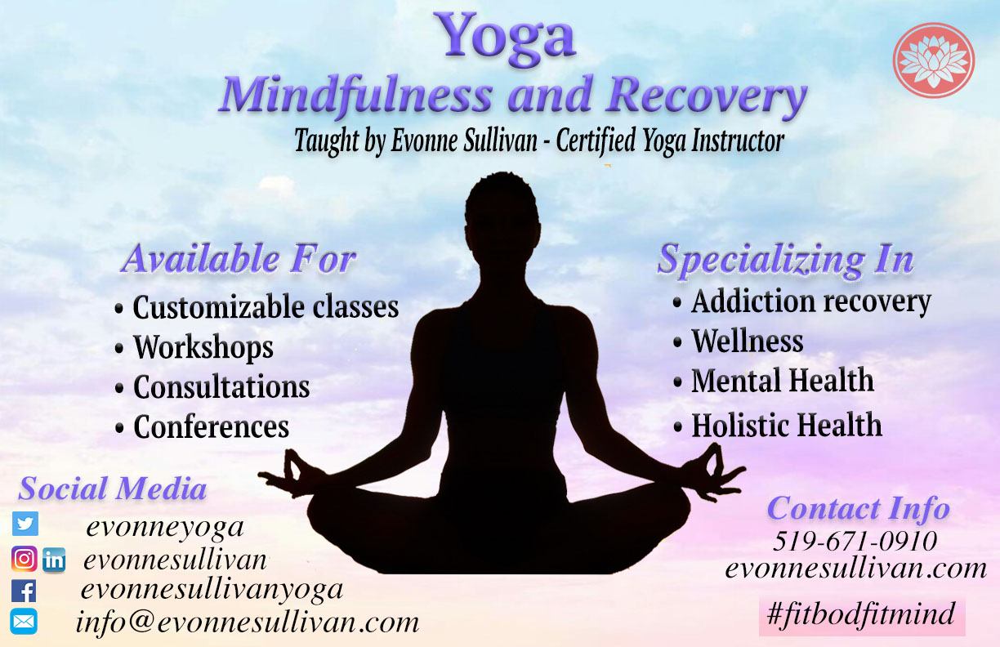 Yoga
Mindfulness and Recovery
Taught by Evonne Sullivan - Certified Yoga Instructor
Available For
• Customizable classes
• Workshops
• Consultations
• Conferences
Specializing In
• Addiction recovery
• Wellness
• Mental Health
• Holistic Health
Social Media
evonneyoga
in evonnesullivan
f evonnesullivanyoga
info@evonnesullivan.com
Contact Info
519-671-0910
evonnesullivan.com
#fitbodfitmind